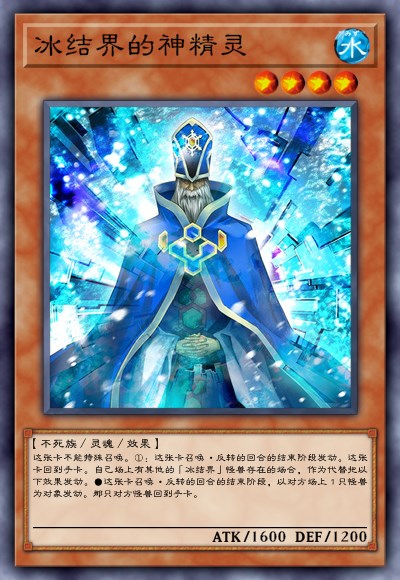 冰结界的神精灵
水
【不死族/灵魂/效果】
这张卡不能特殊召唤。①:这张卡召唤·反转的回合的结束阶段发动。这张
卡回到手卡。自己场上有其他的「冰结界」怪兽存在的场合,作为代替把以
下效果发动。●这张卡召唤·反转的回合的结束阶段,以对方场上1只怪兽
为对象发动。那只对方怪兽回到手卡。
ATK/1600 DEF/1200